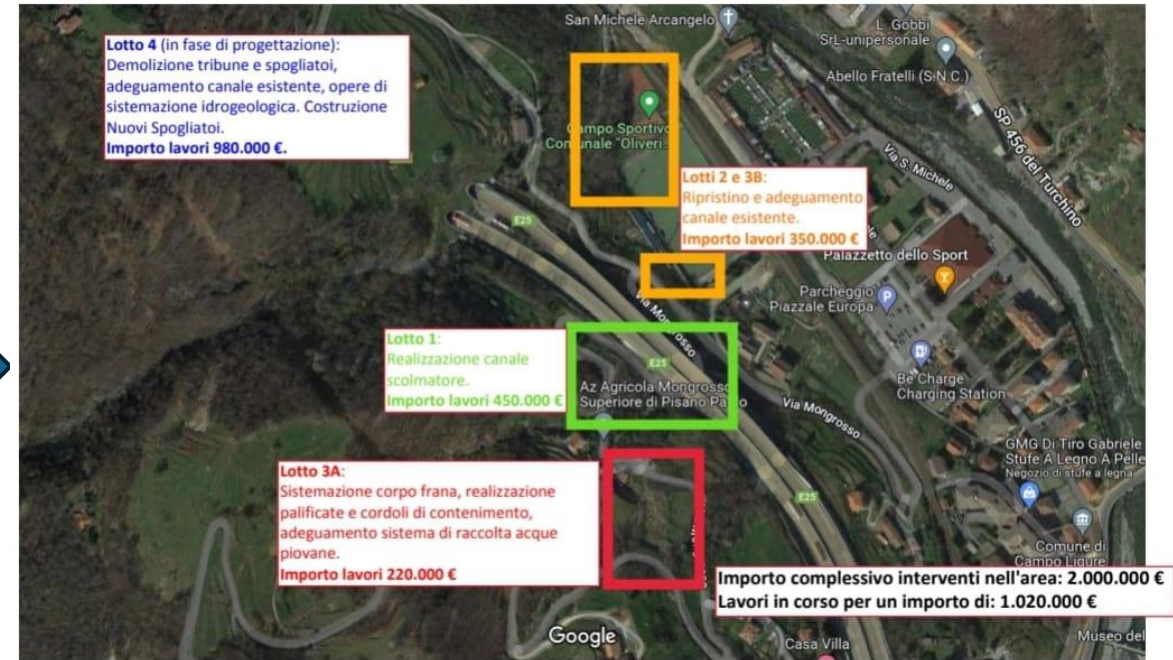 San Michele Arcangelo
L. Gobbi
SrL-unipersonale
Abello Fratelli (S.N.C.)
SP 456 del Turchino
Lotto 4 (in fase di progettazione):
Demolizione tribune e spogliatoi,
adeguamento canale esistente, opere di
sistemazione idrogeologica. Costruzione
Nuovi Spogliatoi.
Importo lavori 980.000 €.
Campo Sportivo
Comunale "Oliveri...
Via S. Michele
Lotti 2 e 3B:
Ripristino e adeguamento
canale esistente.
Importo lavori 350.000 €
E25
Palazzetto dello Sport
Parcheggio
Piazzale Europa
Via Mongrosso
Lotto 1:
Realizzazione canale
scolmatore.
Importo lavori 450.000 €
E25
Az Agricola Mongrosso
Superiore di Pisano
Be Charge
Charging Station
Via Mongrosso
GMG Di Tiro Gabriele
Stufe A Legno A Pelle
Negozio di stufe a legna
Lotto 3A:
Sistemazione corpo frana, realizzazione
palificate e cordoli di contenimento,
adeguamento sistema di raccolta acque
piovane.
Importo lavori 220.000 €
E25
Comune di
Campo Ligure
Importo complessivo interventi nell'area: 2.000.000 €
Lavori in corso per un importo di: 1.020.000 €
Google
Casa Villa
Museo del